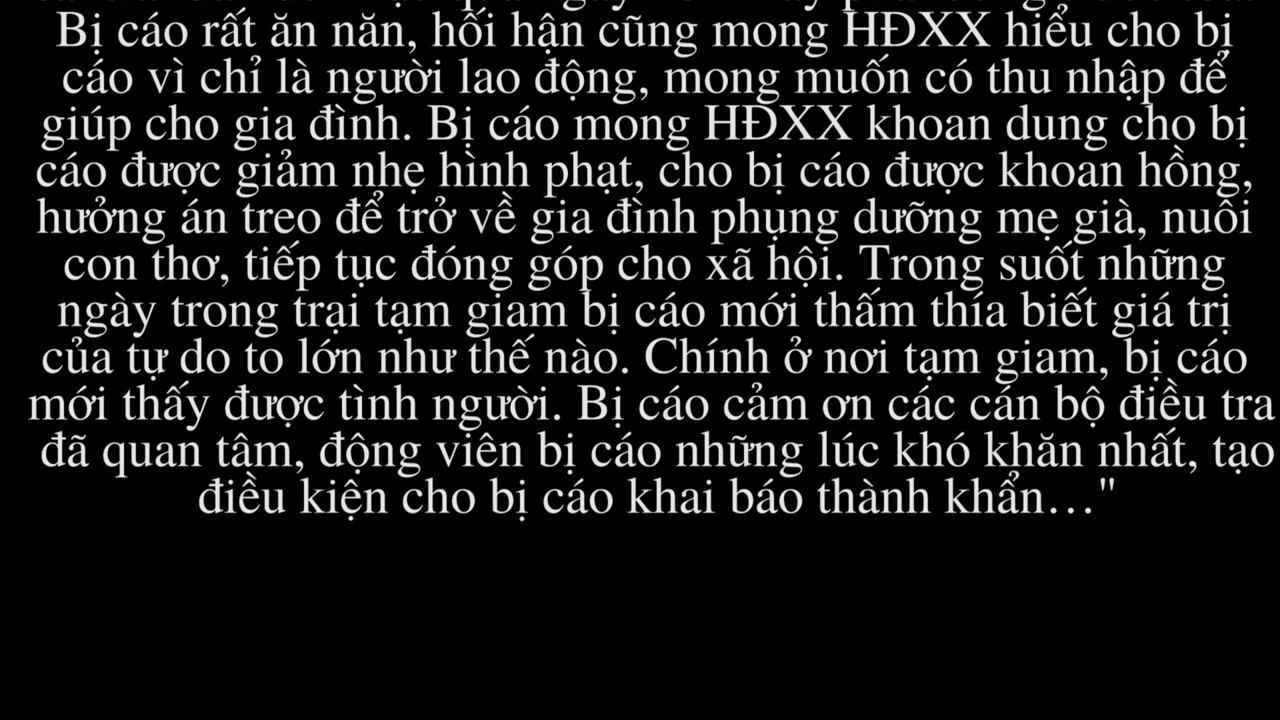 Bị cáo rất ăn năn, hối hận cũng mong HĐXX hiểu cho bị
cáo vì chỉ là người lao động, mong muốn có thu nhập để
giúp cho gia đình. Bị cáo mong HĐXX khoan dung cho bị
cáo được giảm nhẹ hình phạt, cho bị cáo được khoan hồng,
hưởng án treo để trở về gia đình phụng dưỡng mẹ già, nuôi
con thơ, tiếp tục đóng góp cho xã hội. Trong suốt những
ngày trong trại tạm giam bị cáo mới thấm thía biết giá trị
của tự do to lớn như thế nào. Chính ở nơi tạm giam, bị cáo
mới thấy được tình người. Bị cáo cảm ơn các cán bộ điều tra
đã quan tâm, động viên bị cáo những lúc khó khăn nhất, tạo
điều kiện cho bị cáo khai báo thành khẩn…"